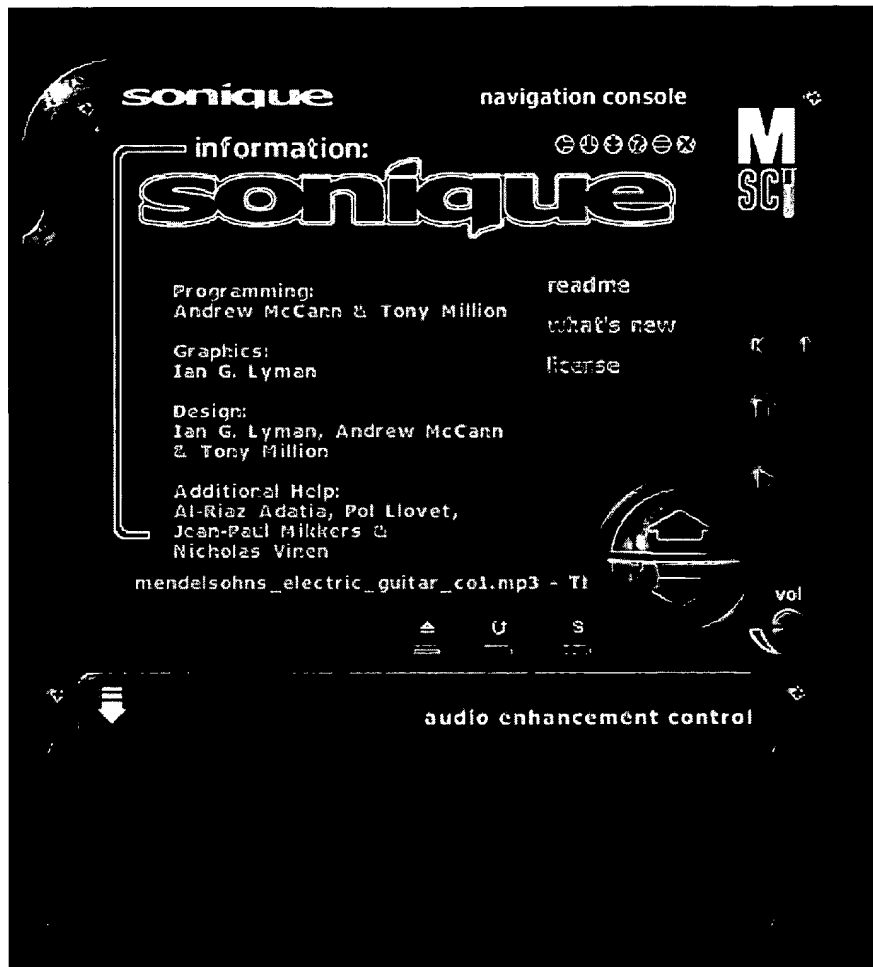 sonique
navigation console
information:
M
SCI
sonique
Programming:
Andrew McCann & Tony Million
Graphics:
Ian G. Lyman
Design:
Ian G. Lyman, Andrew McCann
& Tony Million
Additional Help:
Al-Riaz Adatia, Pol Llovet,
Jean-Paul Mikkers &
Nicholas Vinen
readme
what's new
license
mendelsohns_electric_guitar_co1.mp3 - T
vol
S
audio enhancement control